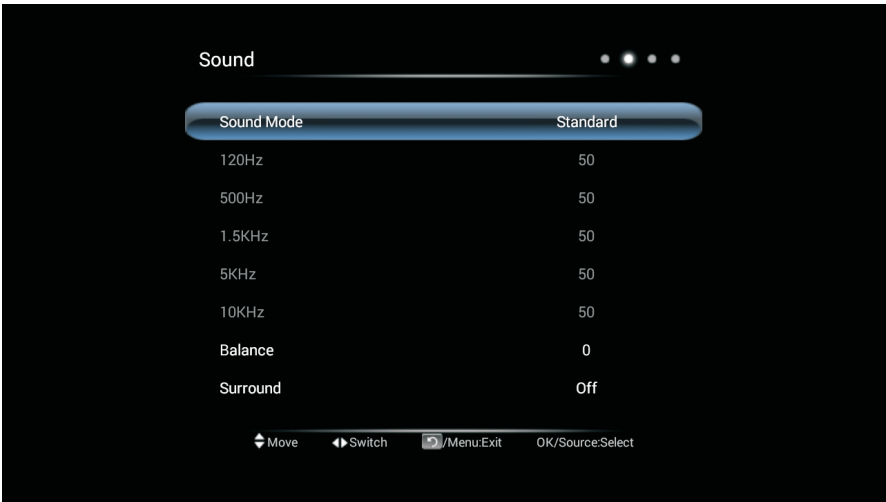 Sound
Sound Mode Standard
120Hz 50
500Hz 50
1.5KHz 50
5KHz 50
10KHz 50
Balance 0
Surround Off
Move Switch /Menu:Exit OK/Source:Select